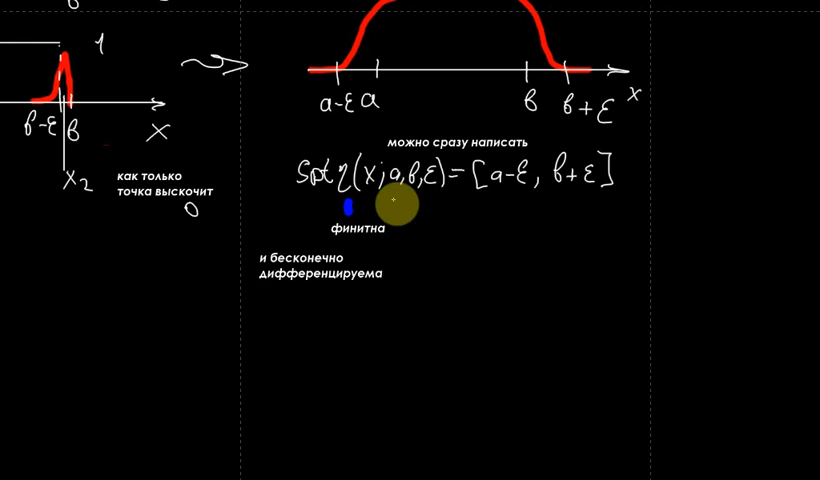 в
1
в-ε в
x
x₂
как только
точка выскочит
0
a-ε a в в+ε x
можно сразу написать
Spt η(x; a,в,ε) = [a-ε, в+ε]
финитна
и бесконечно
дифференцируема